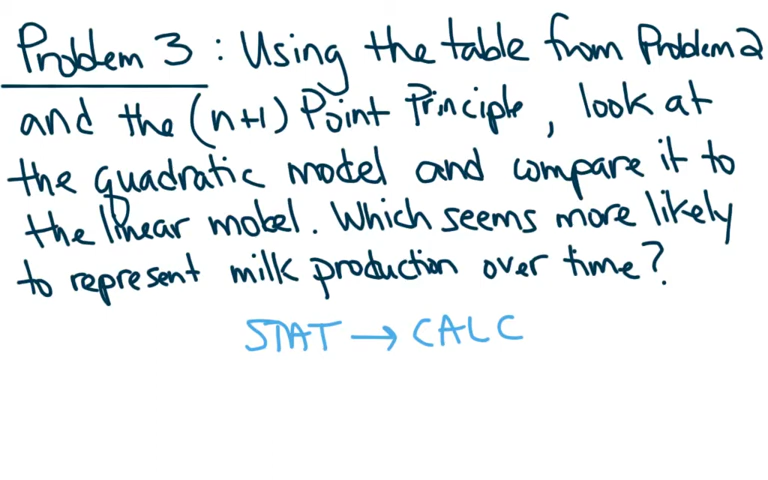 Problem 3 : Using the table from Problem 2
and the (n+1) Point Principle, look at
the quadratic model and compare it to
the linear mobel. Which seems more likely
to represent milk production over time?
STAT → CALC